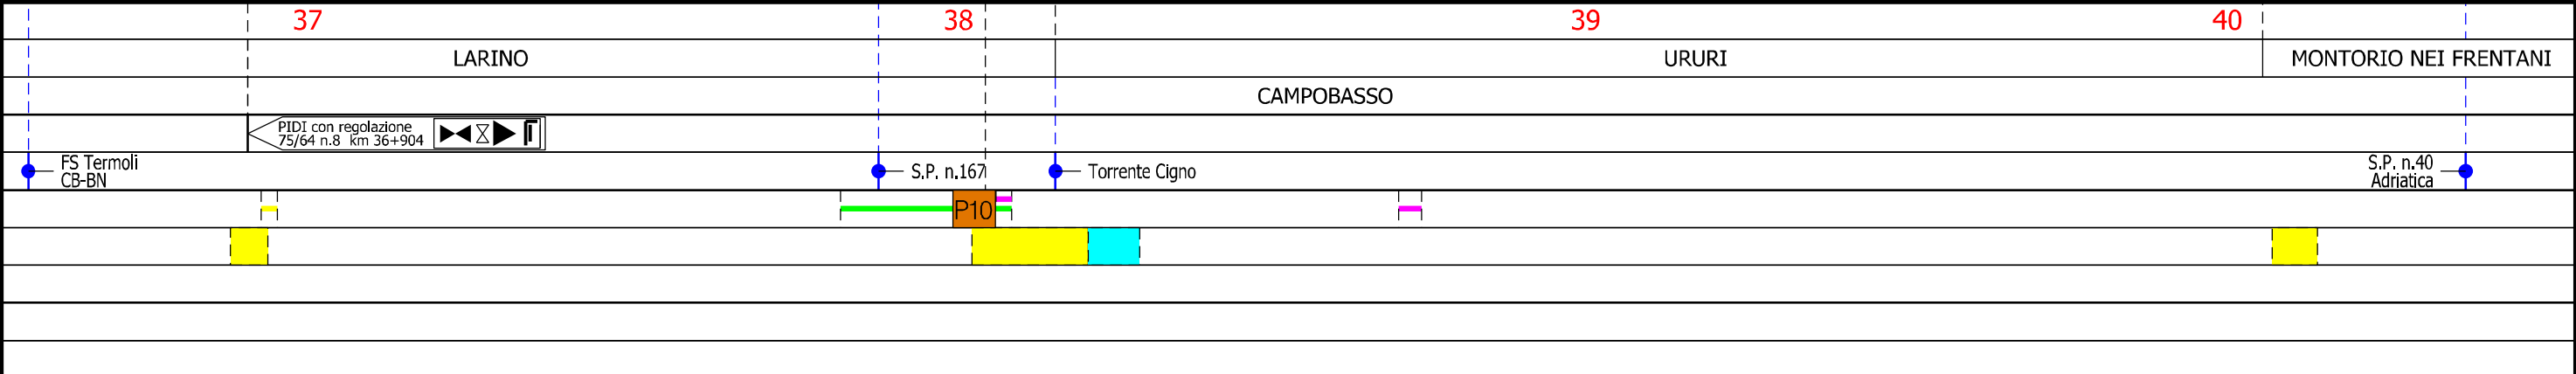 37 38 39 40
LARINO URURI MONTORIO NEI FRENTANI
CAMPOBASSO
PIDI con regolazione
75/64 n.8 km 36+904
FS Termoli
CB-BN
S.P. n.167
Torrente Cigno
S.P. n.40
Adriatica
P10